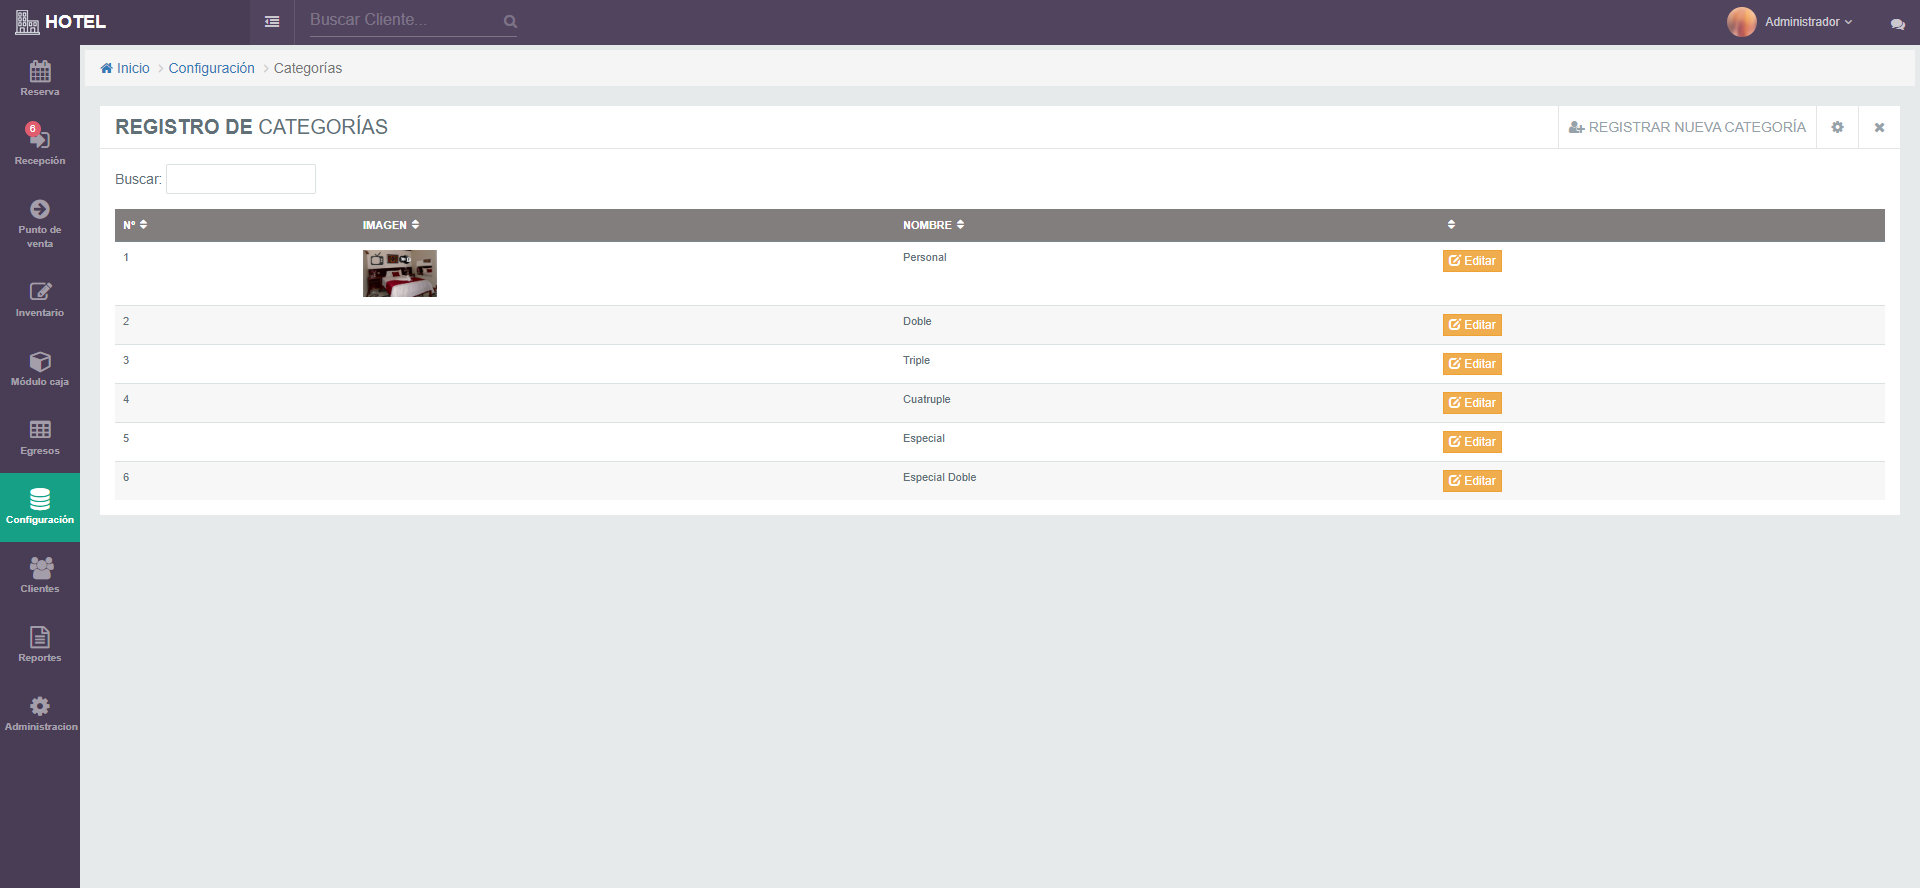 HOTEL
Buscar Cliente...
Administrador
Reserva
6
Recepción
Punto de
venta
Inventario
Módulo caja
Egresos
Configuración
Clientes
Reportes
Administracion
Inicio > Configuración > Categorías
REGISTRO DE CATEGORÍAS
REGISTRAR NUEVA CATEGORÍA
Buscar:
Nº IMAGEN NOMBRE
1 Personal Editar
2 Doble Editar
3 Triple Editar
4 Cuatruple Editar
5 Especial Editar
6 Especial Doble Editar